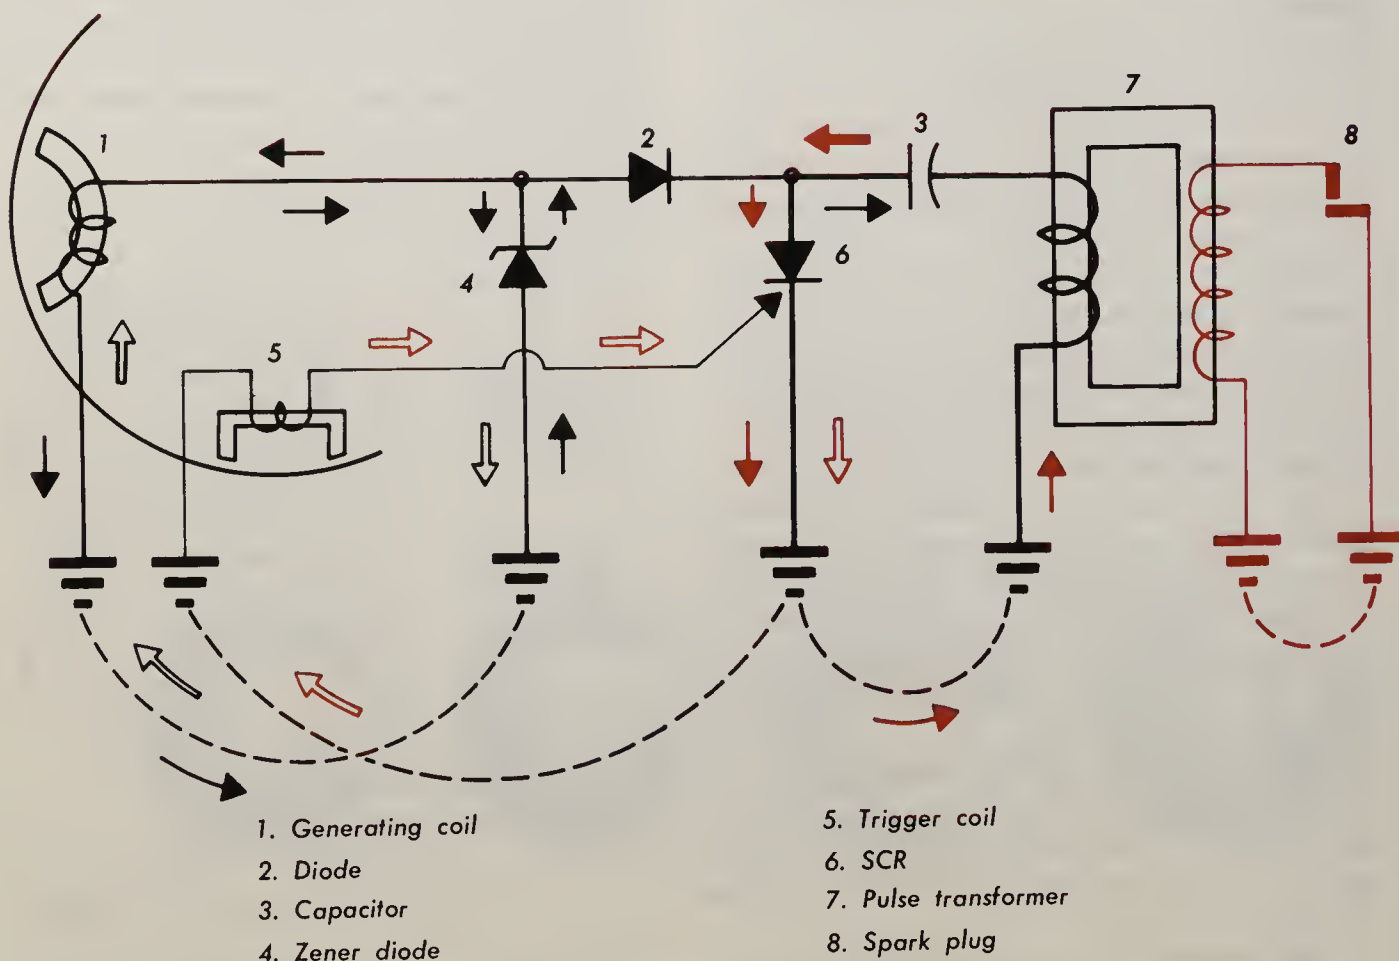 1
2
3
7
8
4
6
5
1. Generating coil
2. Diode
3. Capacitor
4. Zener diode
5. Trigger coil
6. SCR
7. Pulse transformer
8. Spark plug